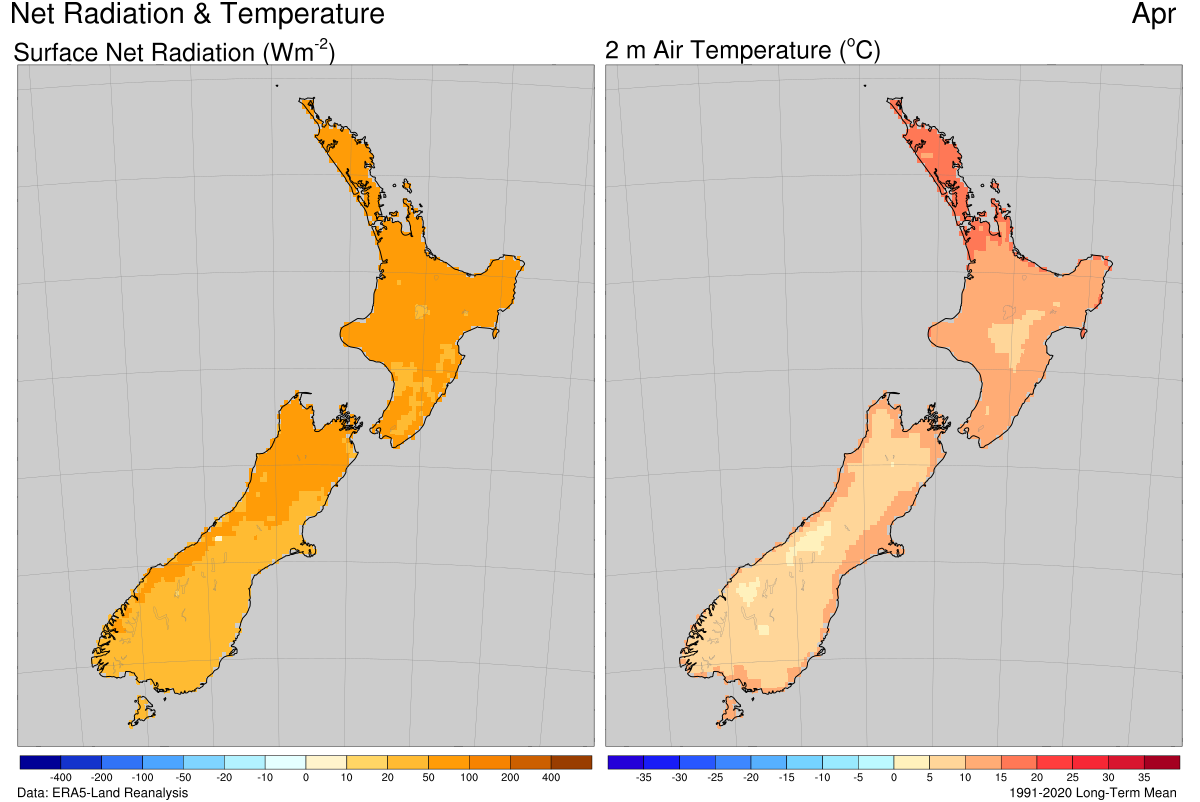 Net Radiation & Temperature
Apr
Surface Net Radiation (Wm-2)
2 m Air Temperature (oC)
-400 -200 -100 -50 -20 -10 0 10 20 50 100 200 400
-35 -30 -25 -20 -15 -10 -5 0 5 10 15 20 25 30 35
Data: ERA5-Land Reanalysis
1991-2020 Long-Term Mean